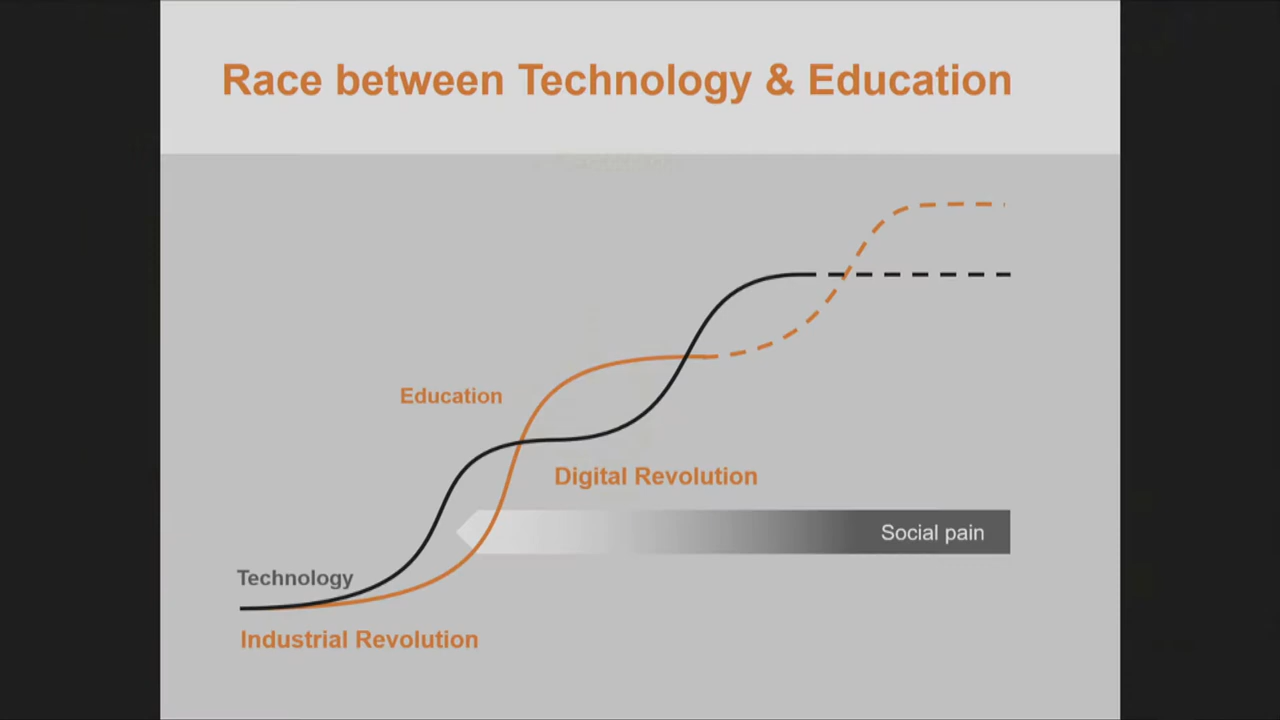 Race between Technology & Education
Education
Digital Revolution
Social pain
Technology
Industrial Revolution